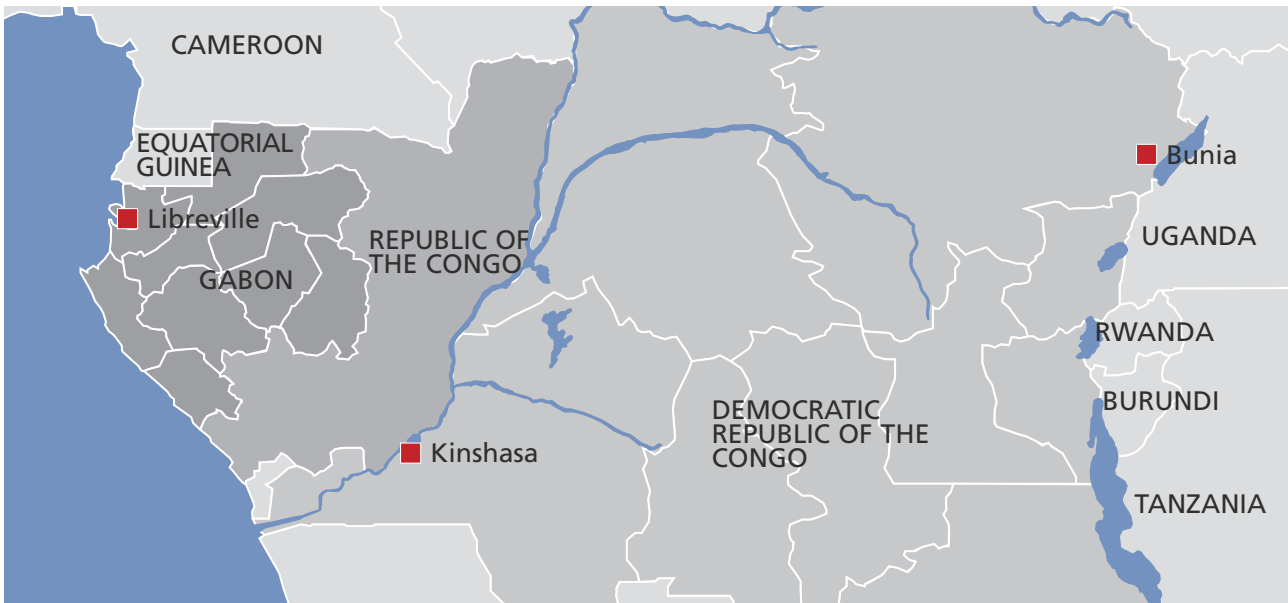 CAMEROON
EQUATORIAL
GUINEA
Bunia
Libreville
REPUBLIC OF
THE CONGO
UGANDA
GABON
RWANDA
DEMOCRATIC
REPUBLIC OF THE
CONGO
BURUNDI
Kinshasa
TANZANIA